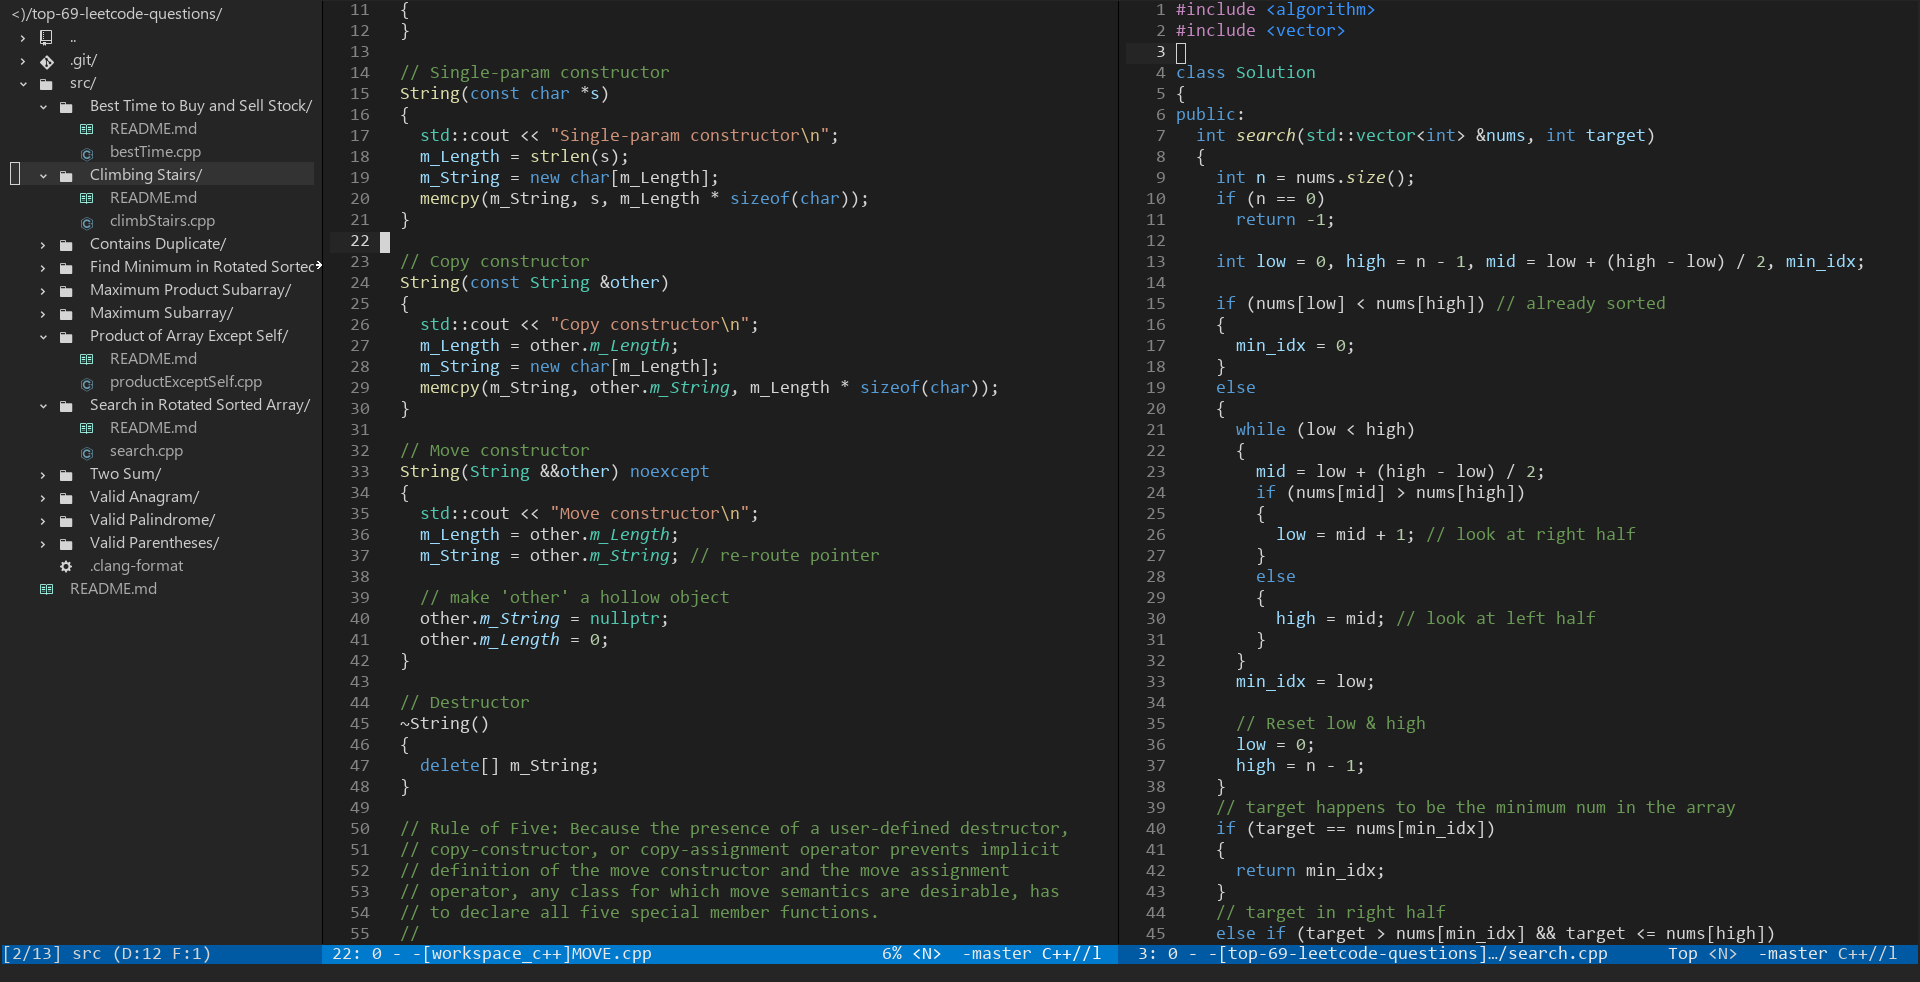 <)/top-69-leetcode-questions/
..
.git/
src/
Best Time to Buy and Sell Stock/
README.md
bestTime.cpp
Climbing Stairs/
README.md
climbStairs.cpp
Contains Duplicate/
Find Minimum in Rotated Sorted
Maximum Product Subarray/
Maximum Subarray/
Product of Array Except Self/
README.md
productExceptSelf.cpp
Search in Rotated Sorted Array/
README.md
search.cpp
Two Sum/
Valid Anagram/
Valid Palindrome/
Valid Parentheses/
.clang-format
README.md
[2/13] src (D:12 F:1)
11 {
12 }
13
14 // Single-param constructor
15 String(const char *s)
16 {
17 std::cout << "Single-param constructor\n";
18 m_Length = strlen(s);
19 m_String = new char[m_Length];
20 memcpy(m_String, s, m_Length * sizeof(char));
21 }
22
23 // Copy constructor
24 String(const String &other)
25 {
26 std::cout << "Copy constructor\n";
27 m_Length = other.m_Length;
28 m_String = new char[m_Length];
29 memcpy(m_String, other.m_String, m_Length * sizeof(char));
30 }
31
32 // Move constructor
33 String(String &&other) noexcept
34 {
35 std::cout << "Move constructor\n";
36 m_Length = other.m_Length;
37 m_String = other.m_String; // re-route pointer
38
39 // make 'other' a hollow object
40 other.m_String = nullptr;
41 other.m_Length = 0;
42 }
43
44 // Destructor
45 ~String()
46 {
47 delete[] m_String;
48 }
49
50 // Rule of Five: Because the presence of a user-defined destructor,
51 // copy-constructor, or copy-assignment operator prevents implicit
52 // definition of the move constructor and the move assignment
53 // operator, any class for which move semantics are desirable, has
54 // to declare all five special member functions.
55 //
22: 0 - -[workspace_c++]MOVE.cpp 6% <N> -master C++//l
1 #include <algorithm>
2 #include <vector>
3
4 class Solution
5 {
6 public:
7 int search(std::vector<int> &nums, int target)
8 {
9 int n = nums.size();
10 if (n == 0)
11 return -1;
12
13 int low = 0, high = n - 1, mid = low + (high - low) / 2, min_idx;
14
15 if (nums[low] < nums[high]) // already sorted
16 {
17 min_idx = 0;
18 }
19 else
20 {
21 while (low < high)
22 {
23 mid = low + (high - low) / 2;
24 if (nums[mid] > nums[high])
25 {
26 low = mid + 1; // look at right half
27 }
28 else
29 {
30 high = mid; // look at left half
31 }
32 }
33 min_idx = low;
34
35 // Reset low & high
36 low = 0;
37 high = n - 1;
38 }
39 // target happens to be the minimum num in the array
40 if (target == nums[min_idx])
41 {
42 return min_idx;
43 }
44 // target in right half
45 else if (target > nums[min_idx] && target <= nums[high])
3: 0 - -[top-69-leetcode-questions]…/search.cpp Top <N> -master C++//l